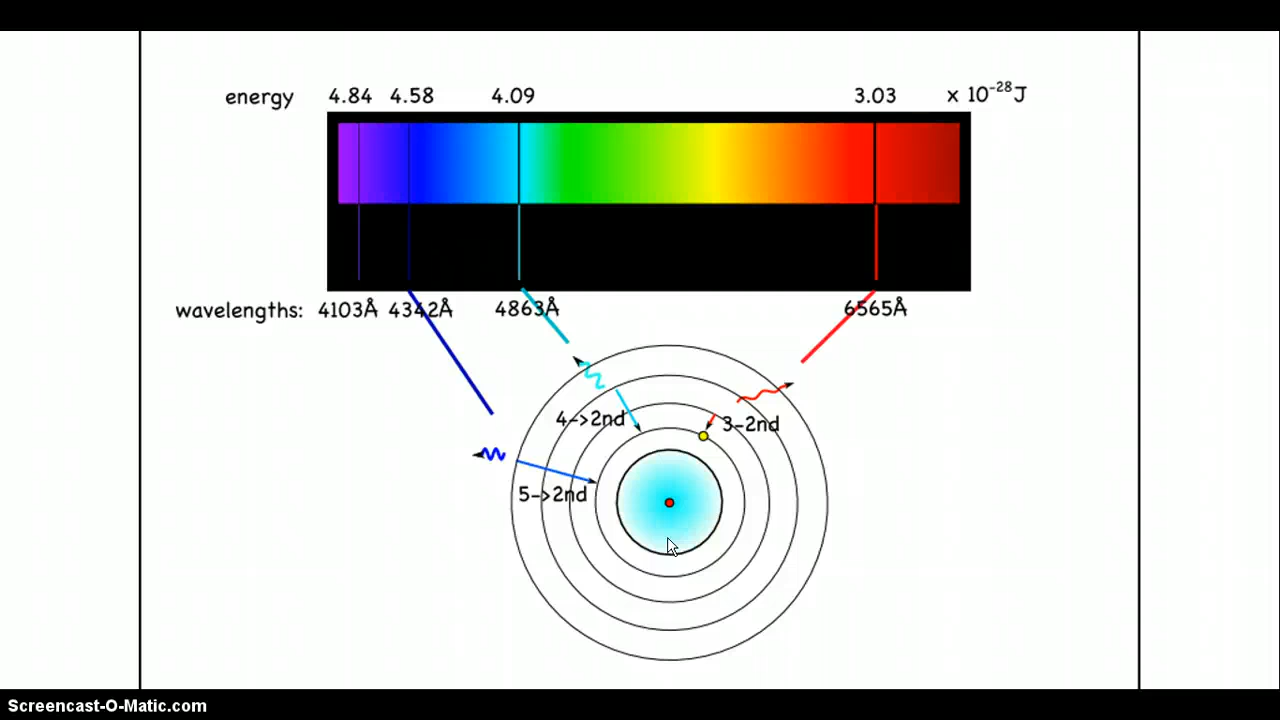 energy 4.84 4.58 4.09 3.03 x 10⁻²⁸J
wavelengths: 4103Å 4342Å 4863Å 6565Å
4->2nd 3-2nd
5->2nd
Screencast-O-Matic.com